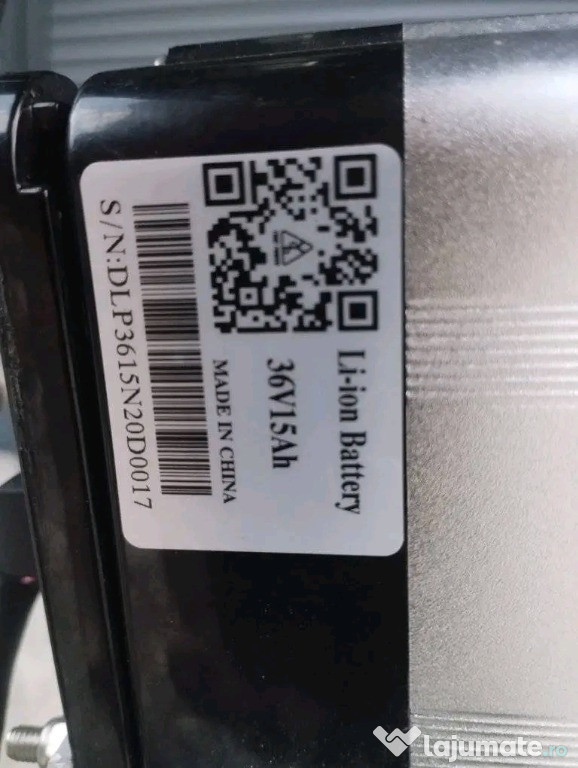 Li-ion Battery
36V15Ah
MADE IN CHINA
S/N:DLP3615N20D0017
lajumate.ro